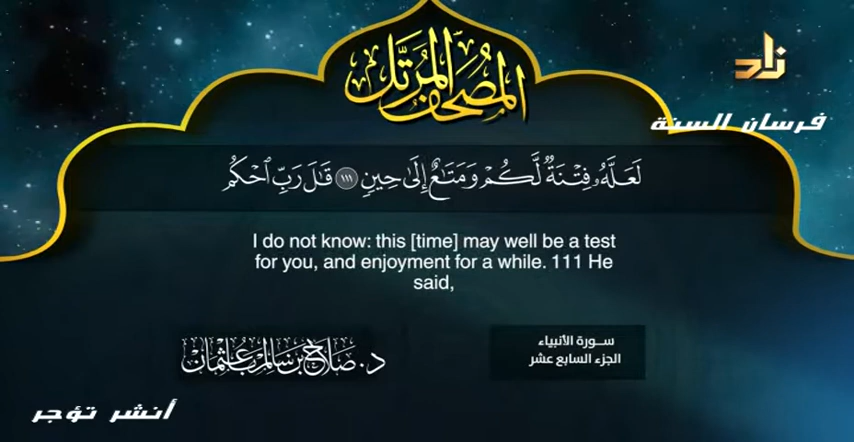 المصحف المرتل
زاد
فرسان السنة
لَعَلَّهُۥ فِتْنَةٌ لَّكُمْ وَمَتَٰعٌ إِلَىٰ حِينٍ ١١١ قَٰلَ رَبِّ ٱحْكُم
I do not know: this [time] may well be a test
for you, and enjoyment for a while. 111 He
said,
د. صالح بن سالم بن عثمان
سـورة الأنبياء
الجزء السابع عشر
أنشر تؤجر